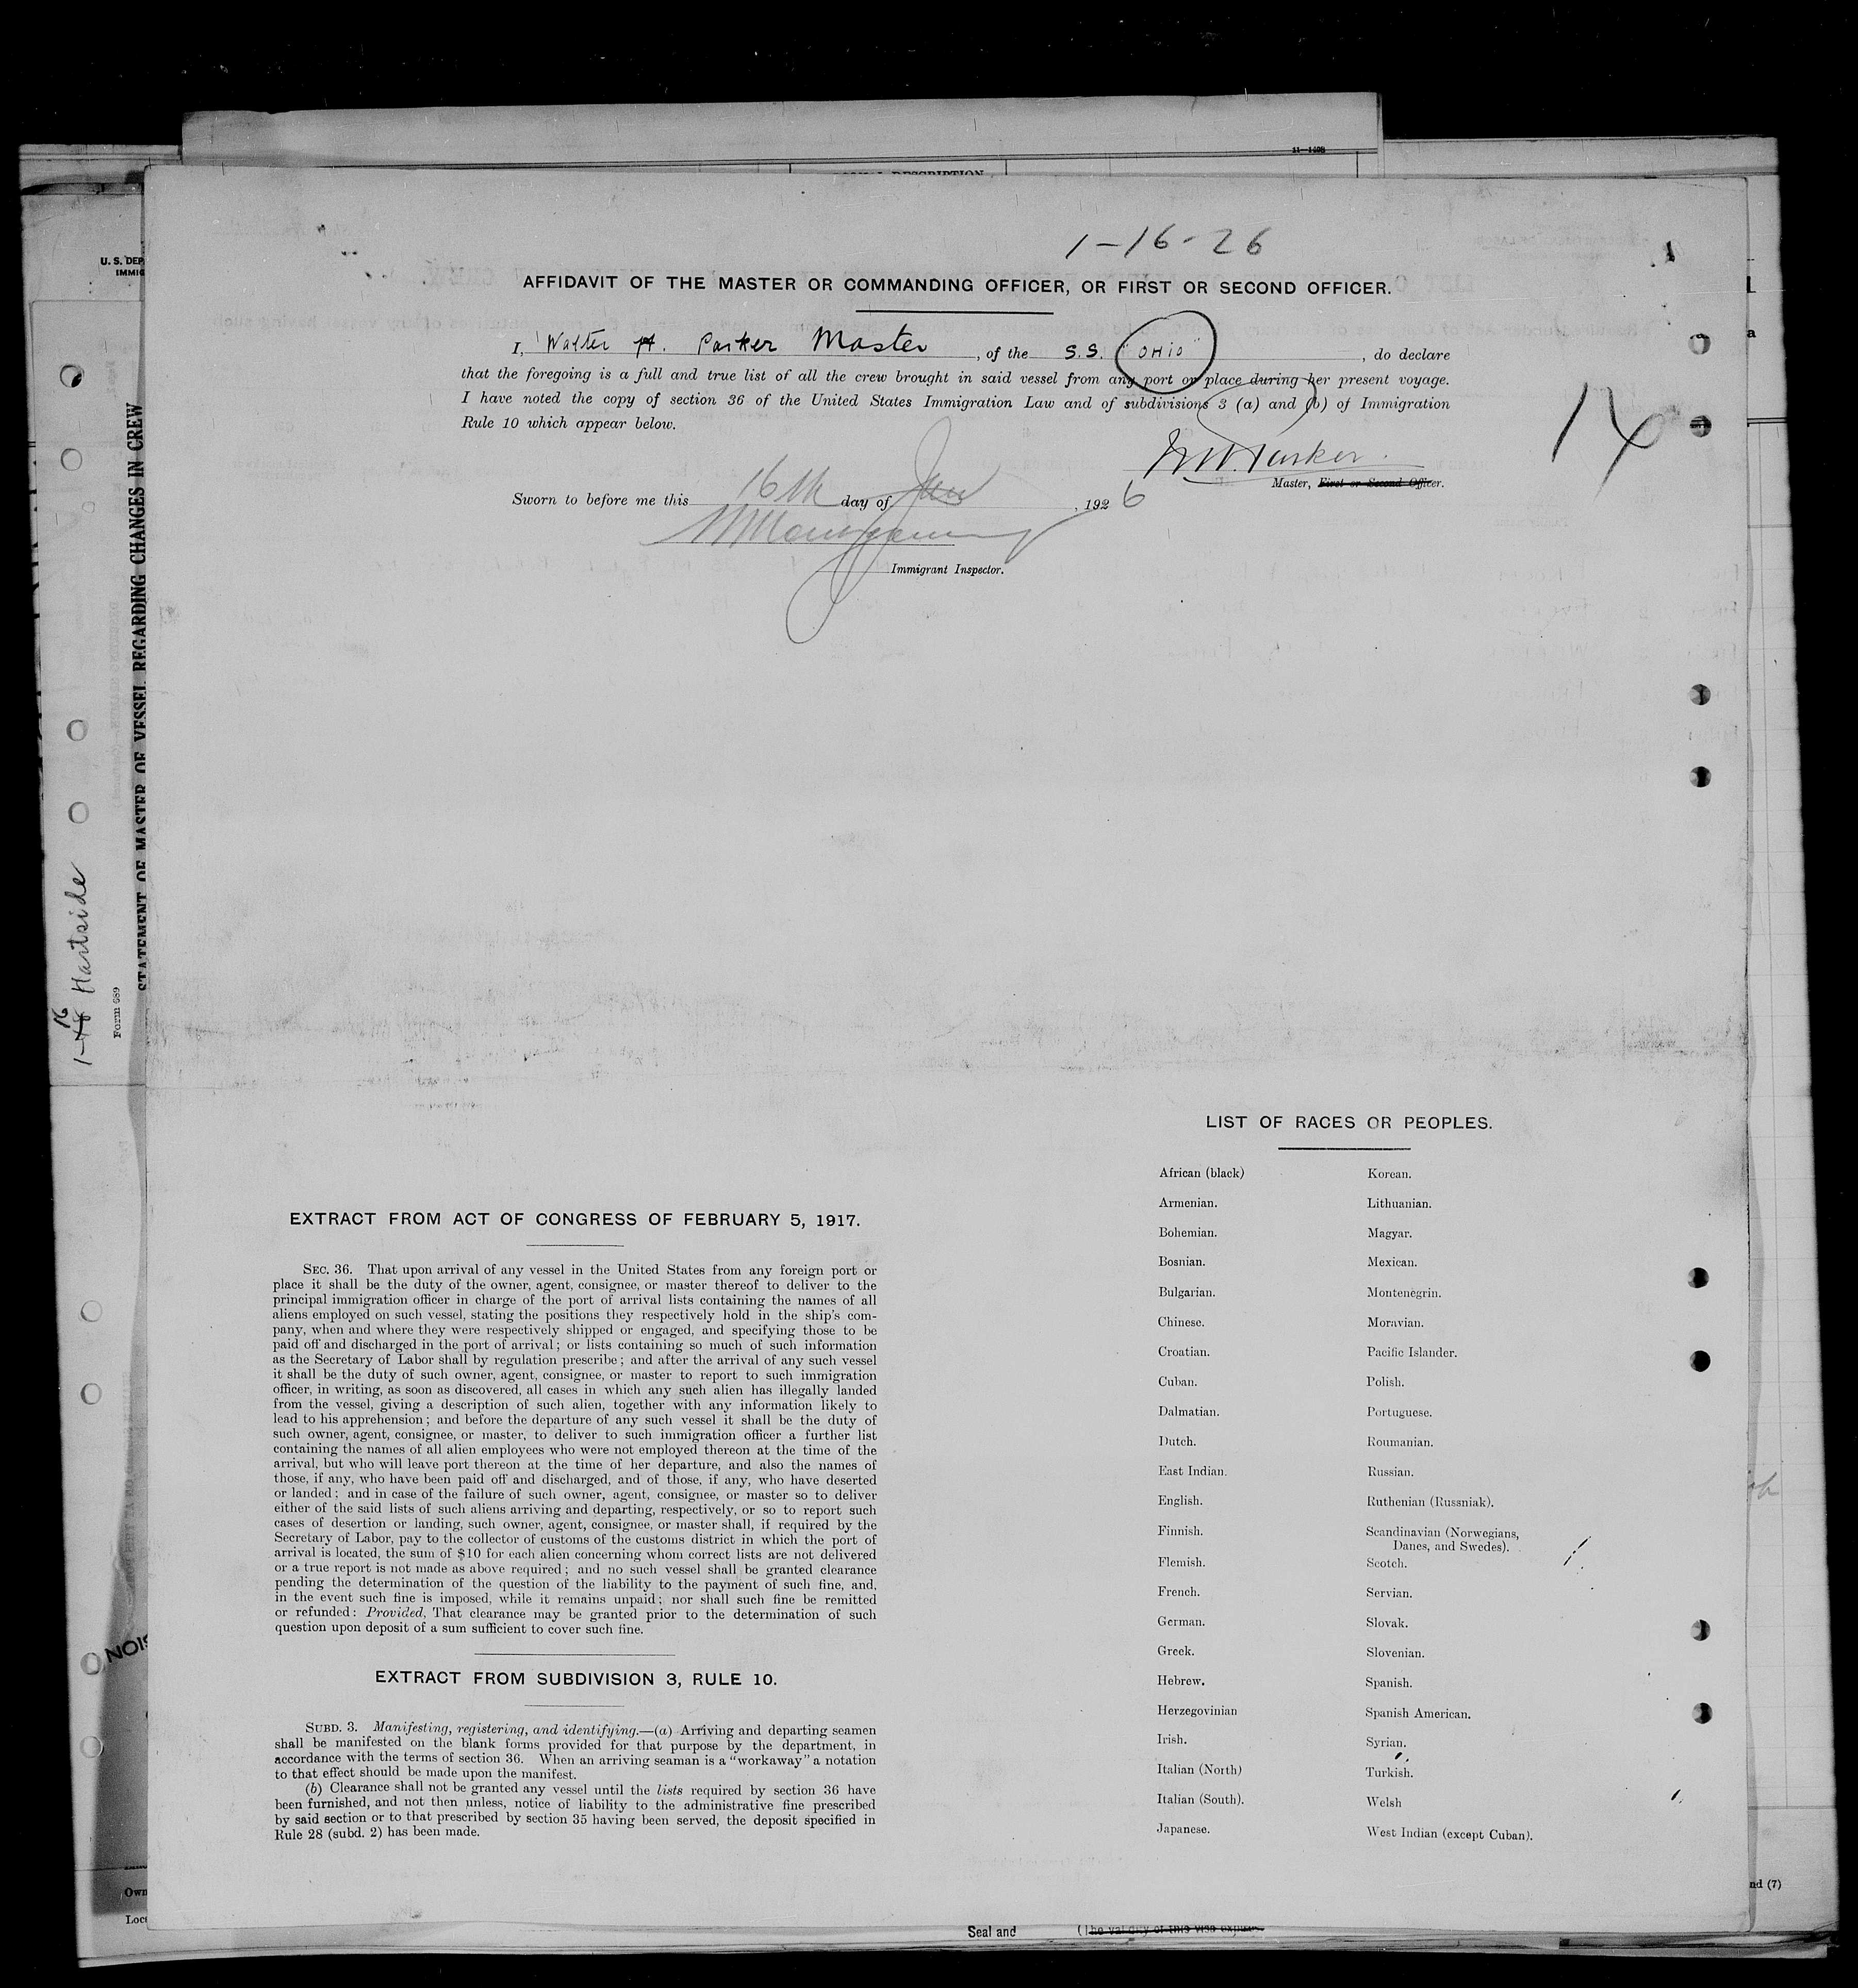 11—1498
1-16-26
1
U. S. DEP
IMMIG
AFFIDAVIT OF THE MASTER OR COMMANDING OFFICER, OR FIRST OR SECOND OFFICER.
I, Walter H. Parker Master, of the S.S. "OHIO", do declare
that the foregoing is a full and true list of all the crew brought in said vessel from any port or place during her present voyage.
I have noted the copy of section 36 of the United States Immigration Law and of subdivisions 3 (a) and (b) of Immigration
Rule 10 which appear below.
14
Parker.
Master, First or Second Officer.
Sworn to before me this 16th day of Jan, 1926
Immigrant Inspector.
STATEMENT OF MASTER OF VESSEL REGARDING CHANGES IN CREW
Form 689
1-18 16 Hartside
EXTRACT FROM ACT OF CONGRESS OF FEBRUARY 5, 1917.
SEC. 36. That upon arrival of any vessel in the United States from any foreign port or
place it shall be the duty of the owner, agent, consignee, or master thereof to deliver to the
principal immigration officer in charge of the port of arrival lists containing the names of all
aliens employed on such vessel, stating the positions they respectively hold in the ship's com-
pany, when and where they were respectively shipped or engaged, and specifying those to be
paid off and discharged in the port of arrival; or lists containing so much of such information
as the Secretary of Labor shall by regulation prescribe; and after the arrival of any such vessel
it shall be the duty of such owner, agent, consignee, or master to report to such immigration
officer, in writing, as soon as discovered, all cases in which any such alien has illegally landed
from the vessel, giving a description of such alien, together with any information likely to
lead to his apprehension; and before the departure of any such vessel it shall be the duty of
such owner, agent, consignee, or master, to deliver to such immigration officer a further list
containing the names of all alien employees who were not employed thereon at the time of the
arrival, but who will leave port thereon at the time of her departure, and also the names of
those, if any, who have been paid off and discharged, and of those, if any, who have deserted
or landed; and in case of the failure of such owner, agent, consignee, or master so to deliver
either of the said lists of such aliens arriving and departing, respectively, or so to report such
cases of desertion or landing, such owner, agent, consignee, or master shall, if required by the
Secretary of Labor, pay to the collector of customs of the customs district in which the port of
arrival is located, the sum of $10 for each alien concerning whom correct lists are not delivered
or a true report is not made as above required; and no such vessel shall be granted clearance
pending the determination of the question of the liability to the payment of such fine, and,
in the event such fine is imposed, while it remains unpaid; nor shall such fine be remitted
or refunded: Provided, That clearance may be granted prior to the determination of such
question upon deposit of a sum sufficient to cover such fine.
EXTRACT FROM SUBDIVISION 3, RULE 10.
SUBD. 3. Manifesting, registering, and identifying.—(a) Arriving and departing seamen
shall be manifested on the blank forms provided for that purpose by the department, in
accordance with the terms of section 36. When an arriving seaman is a "workaway" a notation
to that effect should be made upon the manifest.
(b) Clearance shall not be granted any vessel until the lists required by section 36 have
been furnished, and not then unless, notice of liability to the administrative fine prescribed
by said section or to that prescribed by section 35 having been served, the deposit specified in
Rule 28 (subd. 2) has been made.
LIST OF RACES OR PEOPLES.
African (black)
Armenian.
Bohemian.
Bosnian.
Bulgarian.
Chinese.
Croatian.
Cuban.
Dalmatian.
Dutch.
East Indian.
English.
Finnish.
Flemish.
French.
German.
Greek.
Hebrew.
Herzegovinian
Irish.
Italian (North)
Italian (South).
Japanese.
Korean.
Lithuanian.
Magyar.
Mexican.
Montenegrin.
Moravian.
Pacific Islander.
Polish.
Portuguese.
Roumanian.
Russian.
Ruthenian (Russniak).
Scandinavian (Norwegians,
Danes, and Swedes).
Scotch.
Servian.
Slovak.
Slovenian.
Spanish.
Spanish American.
Syrian.
Turkish.
Welsh
West Indian (except Cuban).
Own
Loc
nd (7)
Seal and
(The validity of this visa expires